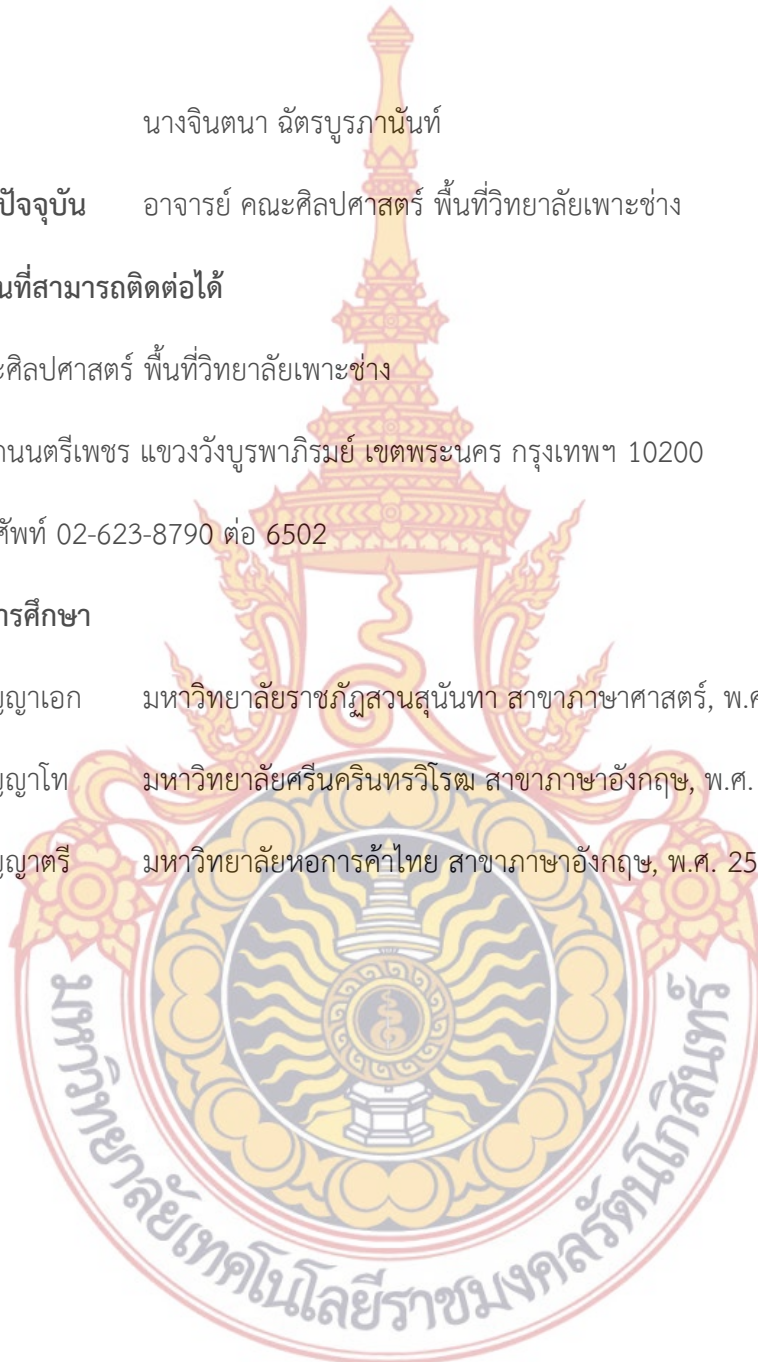 นางจินตนา ฉัตรบูรภานันท์
ปัจจุบัน อาจารย์ คณะศิลปศาสตร์ พื้นที่วิทยาลัยเพาะช่าง
ที่สามารถติดต่อได้
ศิลปศาสตร์ พื้นที่วิทยาลัยเพาะช่าง
ตรีเพชร แขวงวังบูรพาภิรมย์ เขตพระนคร กรุงเทพฯ 10200
ศัพท์ 02-623-8790 ต่อ 6502
ารศึกษา
ญญาเอก มหาวิทยาลัยราชภัฏสวนสุนันทา สาขาภาษาศาสตร์, พ.ศ
ญญาโท มหาวิทยาลัยศรีนครินทรวิโรฒ สาขาภาษาอังกฤษ, พ.ศ.
ญญาตรี มหาวิทยาลัยหอการค้าไทย สาขาภาษาอังกฤษ, พ.ศ. 25
มหาวิทยาลัยเทคโนโลยีราชมงคลรัตนโกสินทร์